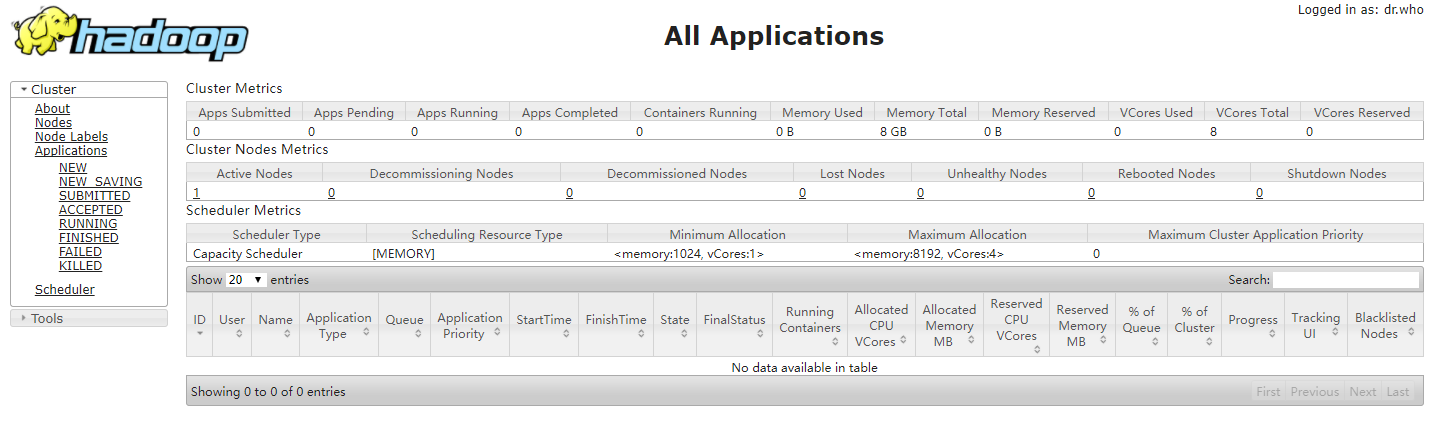 Logged in as: dr.who
hadoop
All Applications
Cluster
About
Nodes
Node Labels
Applications
NEW
NEW_SAVING
SUBMITTED
ACCEPTED
RUNNING
FINISHED
FAILED
KILLED
Scheduler
Tools
Cluster Metrics
Apps Submitted Apps Pending Apps Running Apps Completed Containers Running Memory Used Memory Total Memory Reserved VCores Used VCores Total VCores Reserved
0 0 0 0 0 0 B 8 GB 0 B 0 8 0
Cluster Nodes Metrics
Active Nodes Decommissioning Nodes Decommissioned Nodes Lost Nodes Unhealthy Nodes Rebooted Nodes Shutdown Nodes
1 0 0 0 0 0 0
Scheduler Metrics
Scheduler Type Scheduling Resource Type Minimum Allocation Maximum Allocation Maximum Cluster Application Priority
Capacity Scheduler [MEMORY] <memory:1024, vCores:1> <memory:8192, vCores:4> 0
Show 20 entries Search:
ID User Name Application Type Queue Application Priority StartTime FinishTime State FinalStatus Running Containers Allocated CPU VCores Allocated Memory MB Reserved CPU VCores Reserved Memory MB % of Queue % of Cluster Progress Tracking UI Blacklisted Nodes
No data available in table
Showing 0 to 0 of 0 entries First Previous Next Last